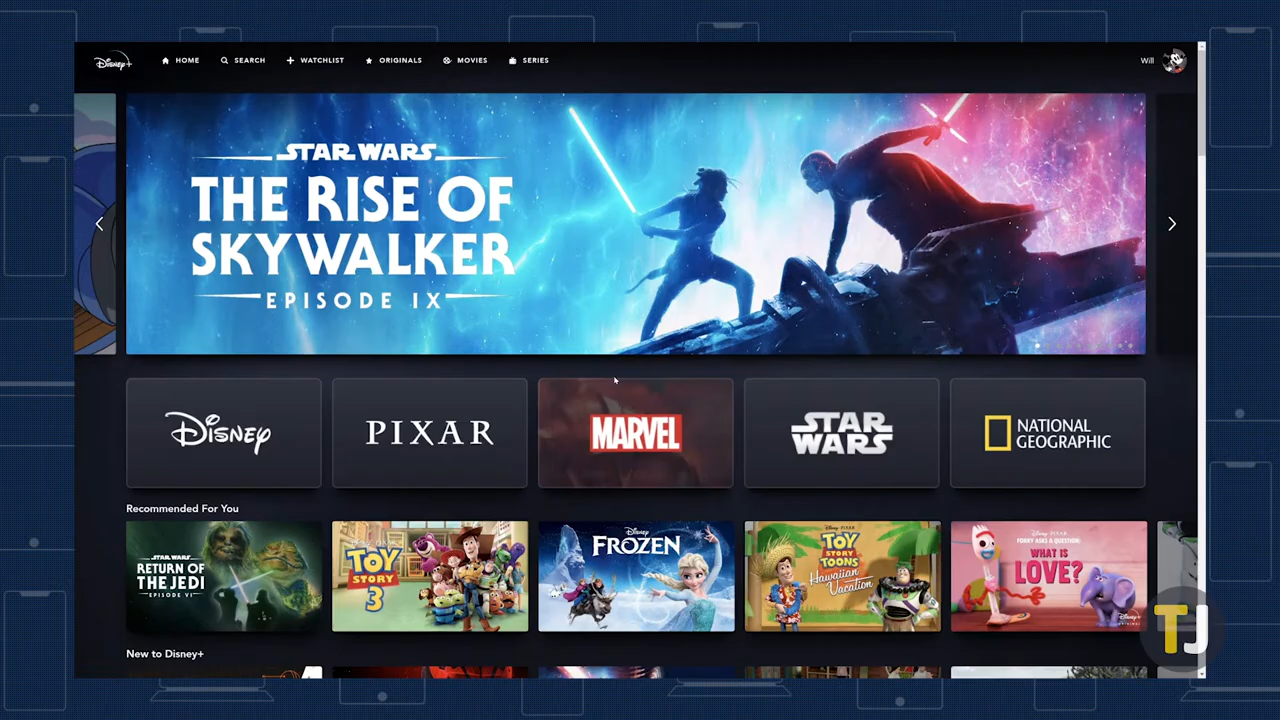 Disney+
HOME
SEARCH
WATCHLIST
ORIGINALS
MOVIES
SERIES
Will
STAR WARS
THE RISE OF
SKYWALKER
EPISODE IX
Disney
PIXAR
MARVEL
STAR
WARS
NATIONAL
GEOGRAPHIC
Recommended For You
STAR WARS
RETURN OF
THE JEDI
EPISODE VI
TOY
STORY
3
Disney
FROZEN
Disney PIXAR
TOY
STORY
TOONS
Hawaiian
Vacation
Disney PIXAR
FORKY ASKS A QUESTION:
WHAT IS
LOVE?
Disney+
ORIGINAL
TJ
New to Disney+